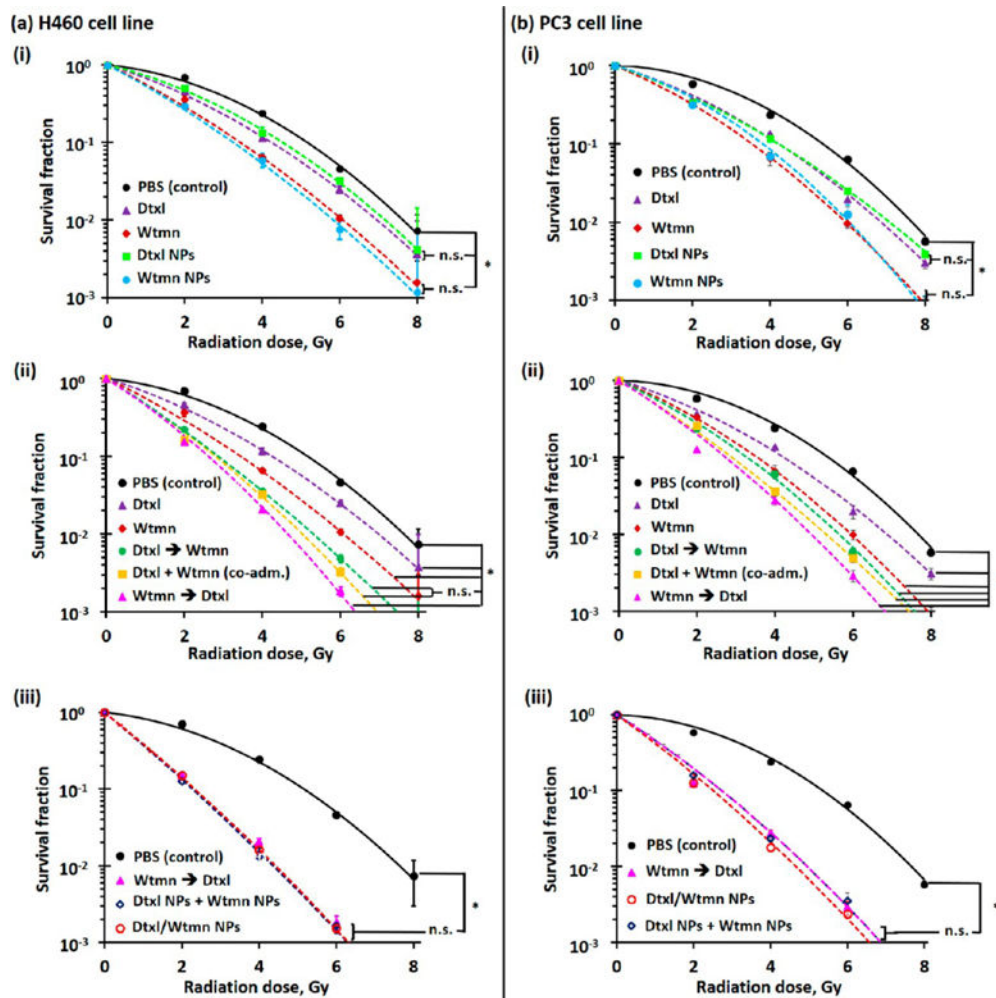 (a) H460 cell line
(i)
10⁰
10⁻¹
10⁻²
10⁻³
Survival fraction
PBS (control)
Dtxl
Wtmn
Dtxl NPs
Wtmn NPs
n.s.
*
n.s.
0 2 4 6 8
Radiation dose, Gy
(ii)
10⁰
10⁻¹
10⁻²
10⁻³
Survival fraction
PBS (control)
Dtxl
Wtmn
Dtxl ➔ Wtmn
Dtxl + Wtmn (co-adm.)
Wtmn ➔ Dtxl
*
n.s.
0 2 4 6 8
Radiation dose, Gy
(iii)
10⁰
10⁻¹
10⁻²
10⁻³
Survival fraction
PBS (control)
Wtmn ➔ Dtxl
Dtxl NPs + Wtmn NPs
Dtxl/Wtmn NPs
*
n.s.
0 2 4 6 8
Radiation dose, Gy
(b) PC3 cell line
(i)
10⁰
10⁻¹
10⁻²
10⁻³
Survival fraction
PBS (control)
Dtxl
Wtmn
Dtxl NPs
Wtmn NPs
n.s.
*
n.s.
0 2 4 6 8
Radiation dose, Gy
(ii)
10⁰
10⁻¹
10⁻²
10⁻³
Survival fraction
PBS (control)
Dtxl
Wtmn
Dtxl ➔ Wtmn
Dtxl + Wtmn (co-adm.)
Wtmn ➔ Dtxl
0 2 4 6 8
Radiation dose, Gy
(iii)
10⁰
10⁻¹
10⁻²
10⁻³
Survival fraction
PBS (control)
Wtmn ➔ Dtxl
Dtxl/Wtmn NPs
Dtxl NPs + Wtmn NPs
*
n.s.
0 2 4 6 8
Radiation dose, Gy